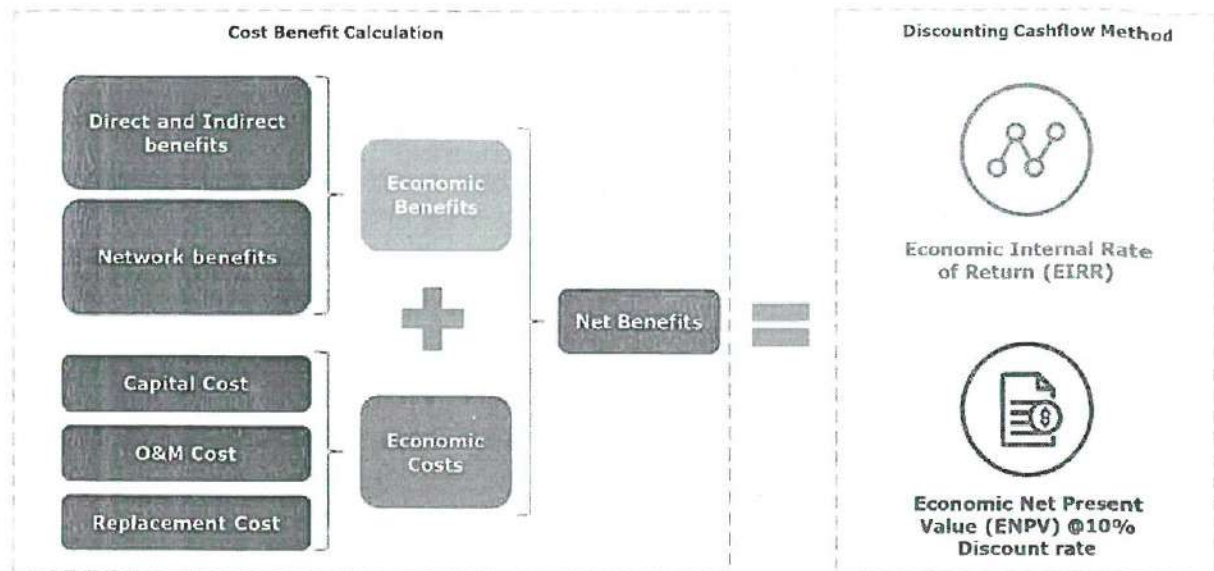 Cost Benefit Calculation
Direct and Indirect
benefits
Network benefits
Economic
Benefits
Capital Cost
O&M Cost
Replacement Cost
Economic
Costs
Net Benefits
Discounting Cashflow Method
Economic Internal Rate
of Return (EIRR)
$
Economic Net Present
Value (ENPV) @10%
Discount rate